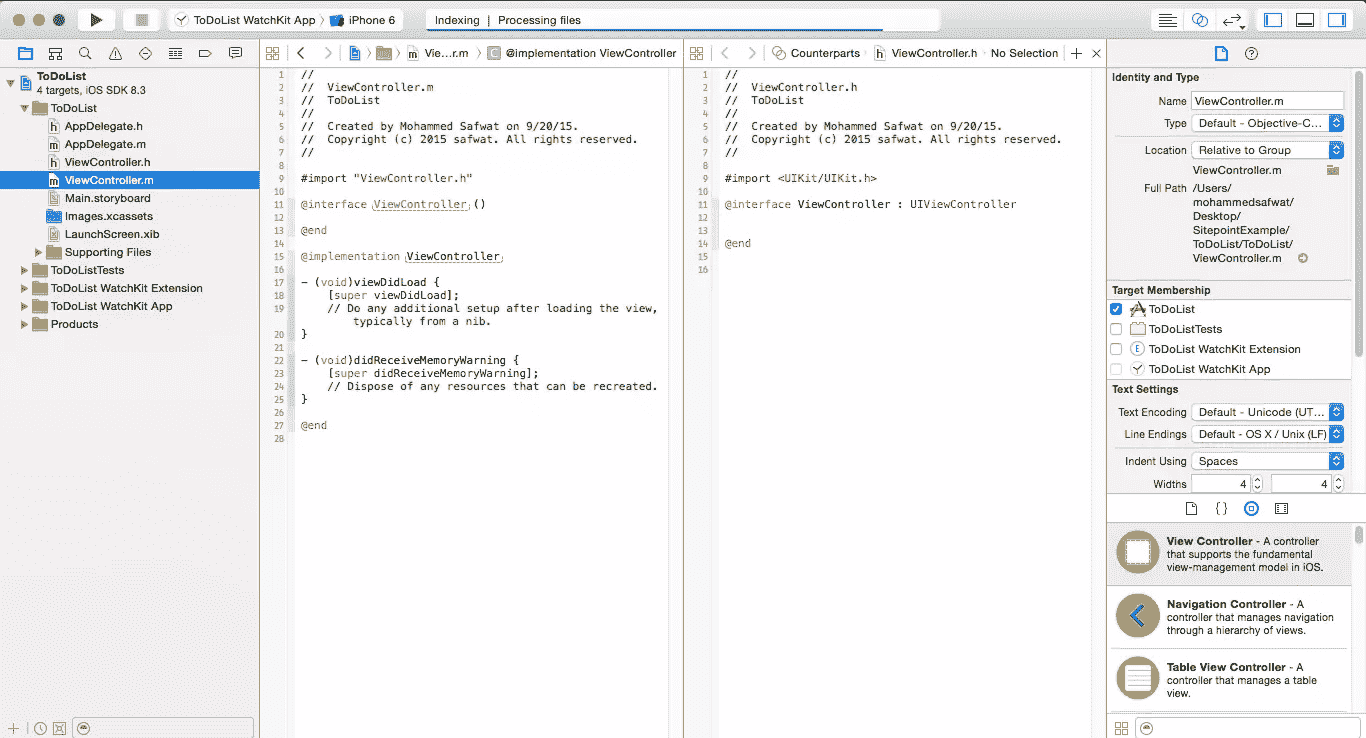 ToDoList WatchKit App › iPhone 6
Indexing | Processing files
Vie...r.m › C @implementation ViewController
Counterparts › h ViewController.h › No Selection
ToDoList
4 targets, iOS SDK 8.3
ToDoList
h AppDelegate.h
m AppDelegate.m
h ViewController.h
m ViewController.m
Main.storyboard
Images.xcassets
LaunchScreen.xib
Supporting Files
ToDoListTests
ToDoList WatchKit Extension
ToDoList WatchKit App
Products
1 //
2 // ViewController.m
3 // ToDoList
4 //
5 // Created by Mohammed Safwat on 9/20/15.
6 // Copyright (c) 2015 safwat. All rights reserved.
7 //
8
9 #import "ViewController.h"
10
11 @interface ViewController ()
12
13 @end
14
15 @implementation ViewController
16
17 - (void)viewDidLoad {
18 [super viewDidLoad];
19 // Do any additional setup after loading the view,
typically from a nib.
20 }
21
22 - (void)didReceiveMemoryWarning {
23 [super didReceiveMemoryWarning];
24 // Dispose of any resources that can be recreated.
25 }
26
27 @end
28
1 //
2 // ViewController.h
3 // ToDoList
4 //
5 // Created by Mohammed Safwat on 9/20/15.
6 // Copyright (c) 2015 safwat. All rights reserved.
7 //
8
9 #import <UIKit/UIKit.h>
10
11 @interface ViewController : UIViewController
12
13
14 @end
15
16
Identity and Type
Name ViewController.m
Type Default - Objective-C...
Location Relative to Group
ViewController.m
Full Path /Users/
mohammedsafwat/
Desktop/
SitepointExample/
ToDoList/ToDoList/
ViewController.m
Target Membership
ToDoList
ToDoListTests
E ToDoList WatchKit Extension
ToDoList WatchKit App
Text Settings
Text Encoding Default - Unicode (UT...
Line Endings Default - OS X / Unix (LF)
Indent Using Spaces
Widths 4 4
{ }
View Controller - A controller
that supports the fundamental
view-management model in iOS.
Navigation Controller - A
controller that manages navigation
through a hierarchy of views.
Table View Controller - A
controller that manages a table
view.